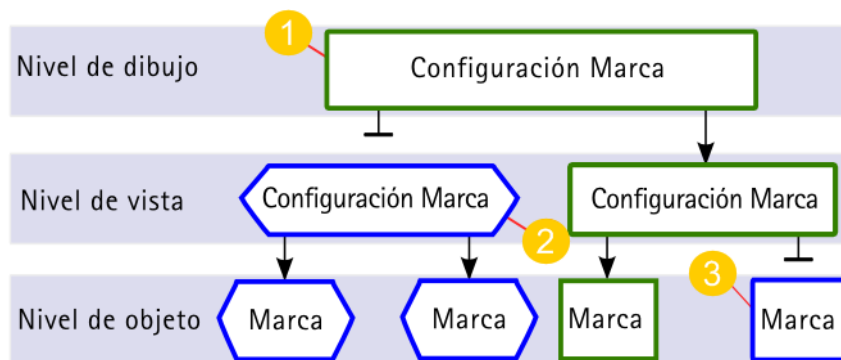 1
Nivel de dibujo
Configuración Marca
Nivel de vista
Configuración Marca
Configuración Marca
2
3
Nivel de objeto
Marca
Marca
Marca
Marca